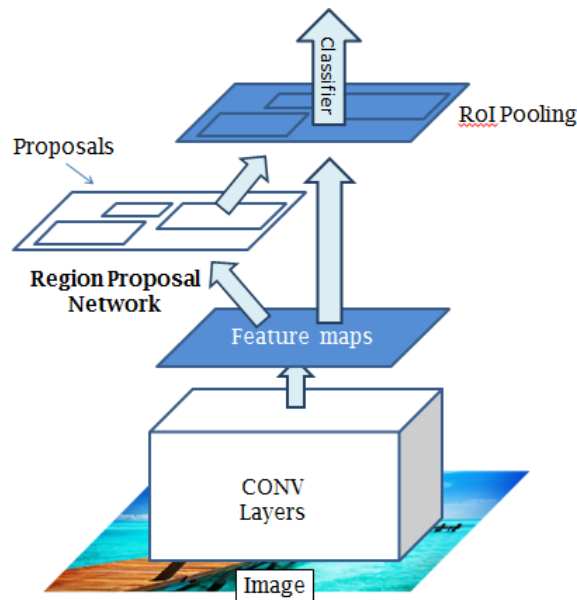 Classifier
RoI Pooling
Proposals
Region Proposal
Network
Feature maps
CONV
Layers
Image